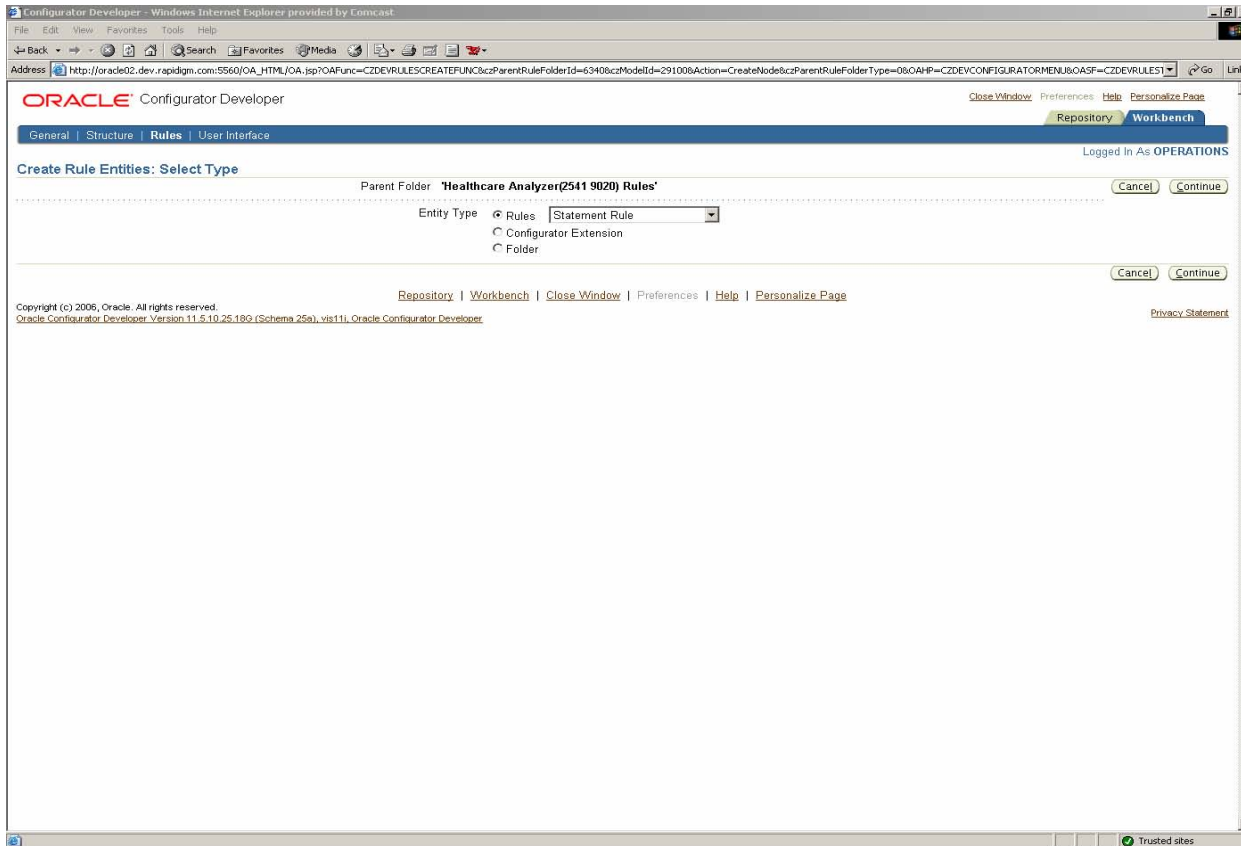 Configurator Developer - Windows Internet Explorer provided by Comcast
File Edit View Favorites Tools Help
Back Search Favorites Media
Address http://oracle02.dev.rapidigm.com:5560/OA_HTML/OA.jsp?OAFunc=CZDEVRULESCREATEFUNC&czParentRuleFolderId=6340&czModelId=29100&Action=CreateNode&czParentRuleFolderType=0&OAHP=CZDEVCONFIGURATORMENU&OASF=CZDEVRULEST Go Link
ORACLE Configurator Developer
Close Window Preferences Help Personalize Page
Repository Workbench
General | Structure | Rules | User Interface
Logged In As OPERATIONS
Create Rule Entities: Select Type
Parent Folder 'Healthcare Analyzer(2541 9020) Rules' Cancel Continue
Entity Type Rules Statement Rule
Configurator Extension
Folder
Cancel Continue
Repository | Workbench | Close Window | Preferences | Help | Personalize Page
Copyright (c) 2006, Oracle. All rights reserved.
Oracle Configurator Developer Version 11.5.10.25.18G (Schema 25a), vis11i, Oracle Configurator Developer
Privacy Statement
Trusted sites